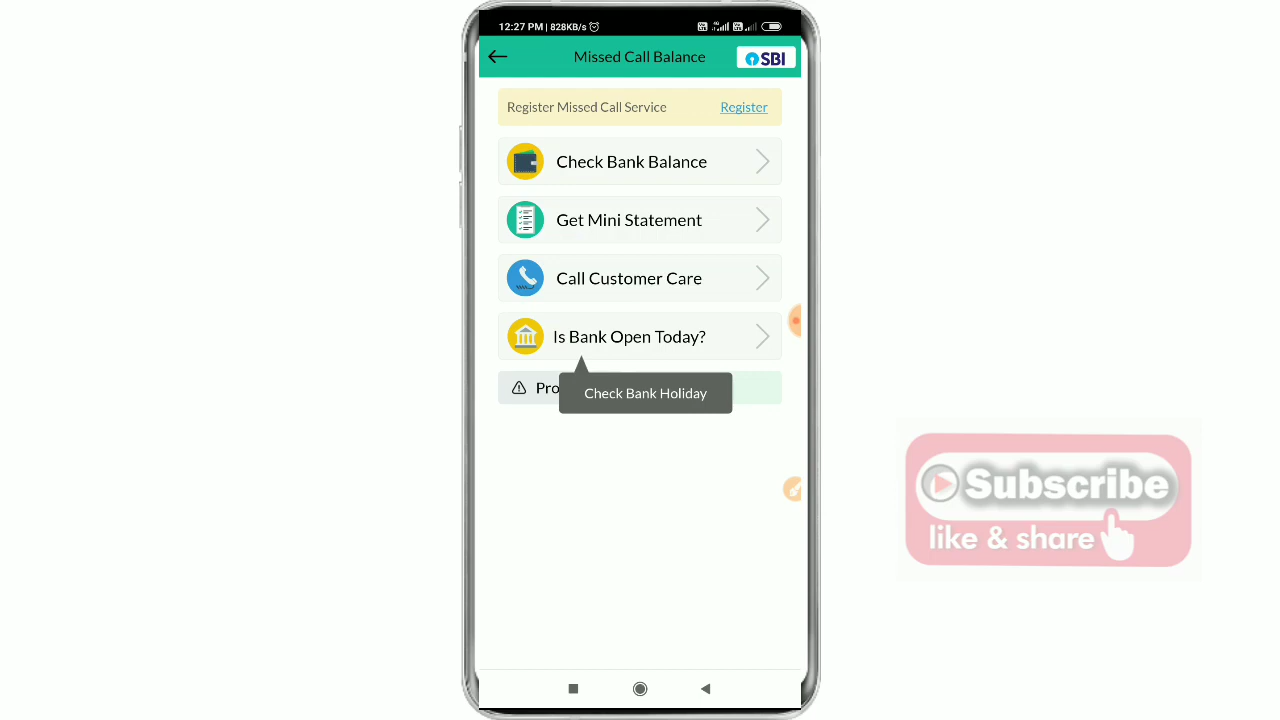 12:27 PM | 828KB/s
Missed Call Balance
SBI
Register Missed Call Service
Register
Check Bank Balance
Get Mini Statement
Call Customer Care
Is Bank Open Today?
Pro
Check Bank Holiday
Subscribe
like & share